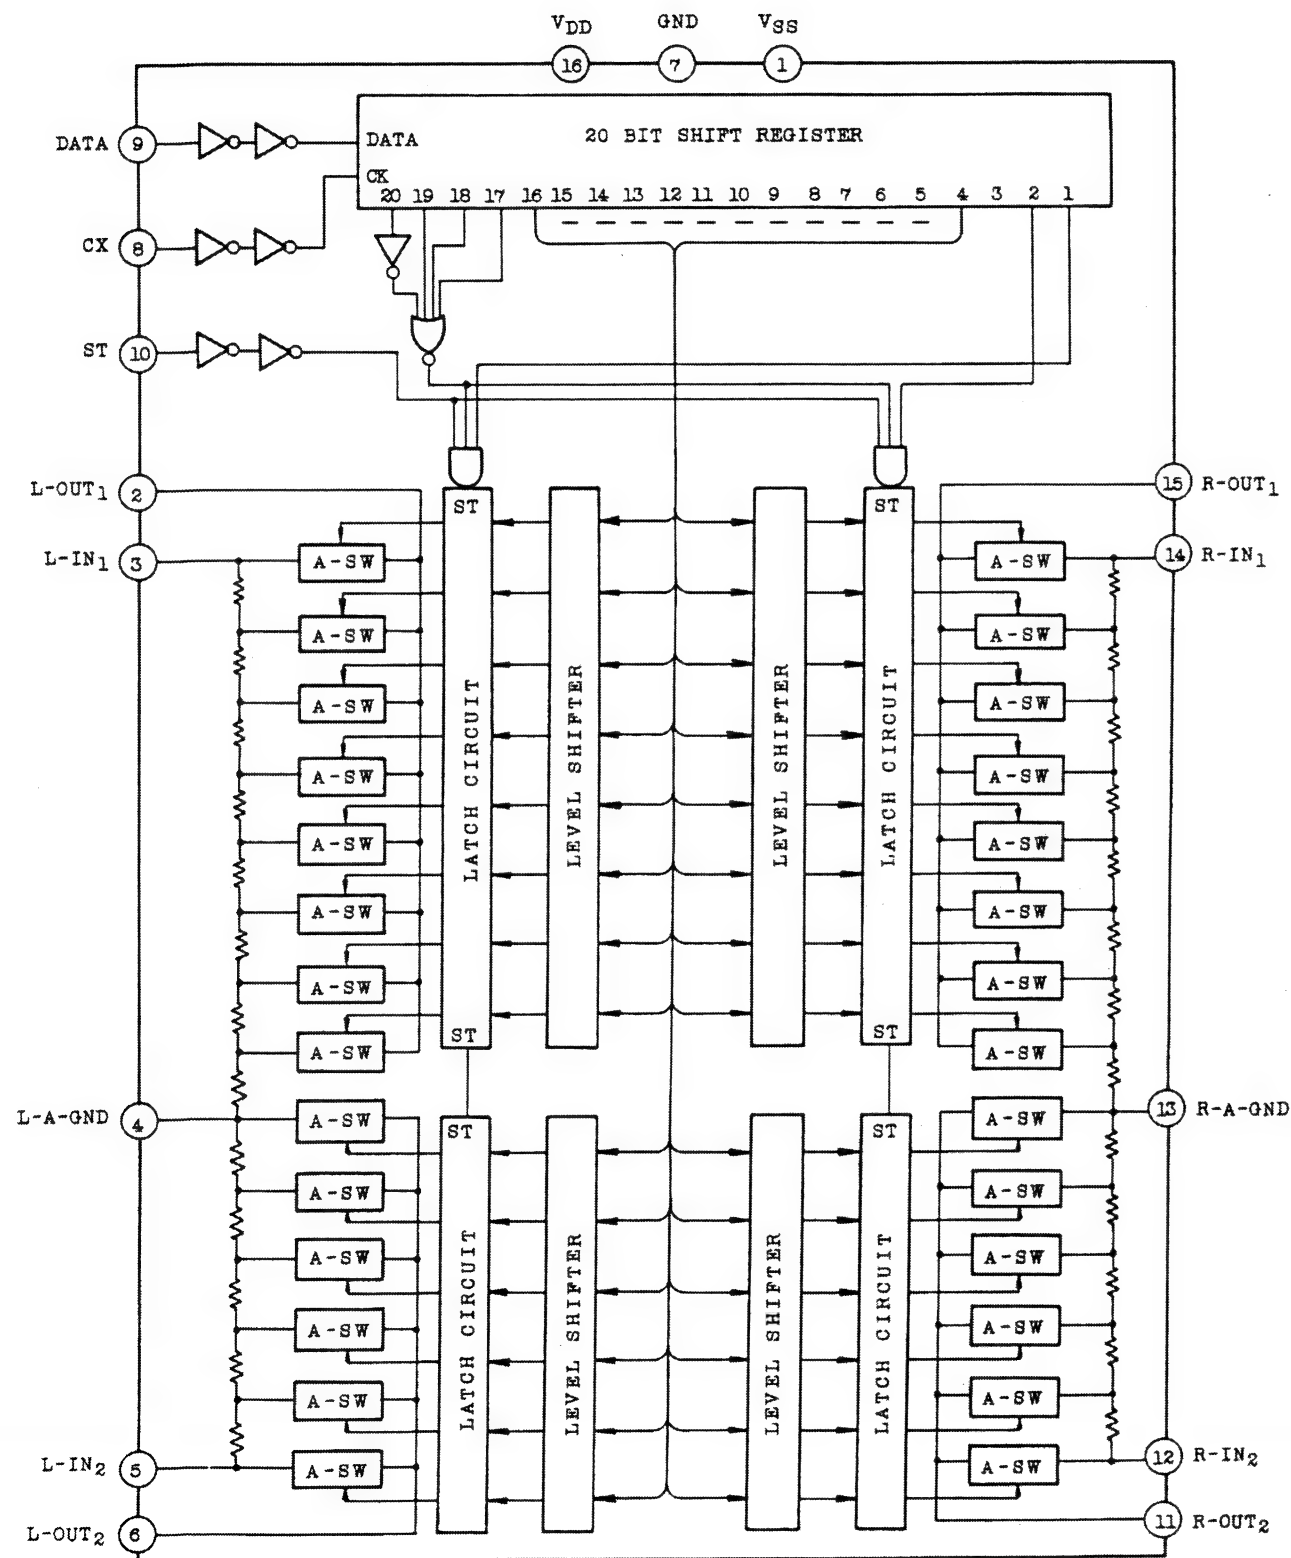 VDD GND VSS
16 7 1
DATA 9 DATA 20 BIT SHIFT REGISTER
CK
20 19 18 17 16 15 14 13 12 11 10 9 8 7 6 5 4 3 2 1
CX 8
ST 10
L-OUT1 2 ST ST 15 R-OUT1
L-IN1 3 A-SW A-SW 14 R-IN1
A-SW A-SW
A-SW A-SW
LATCH CIRCUIT LEVEL SHIFTER LEVEL SHIFTER LATCH CIRCUIT
A-SW A-SW
A-SW A-SW
A-SW A-SW
A-SW A-SW
ST ST
A-SW A-SW
L-A-GND 4 A-SW ST ST A-SW 13 R-A-GND
A-SW A-SW
A-SW A-SW
LATCH CIRCUIT LEVEL SHIFTER LEVEL SHIFTER LATCH CIRCUIT
A-SW A-SW
A-SW A-SW
L-IN2 5 A-SW A-SW 12 R-IN2
L-OUT2 6 11 R-OUT2